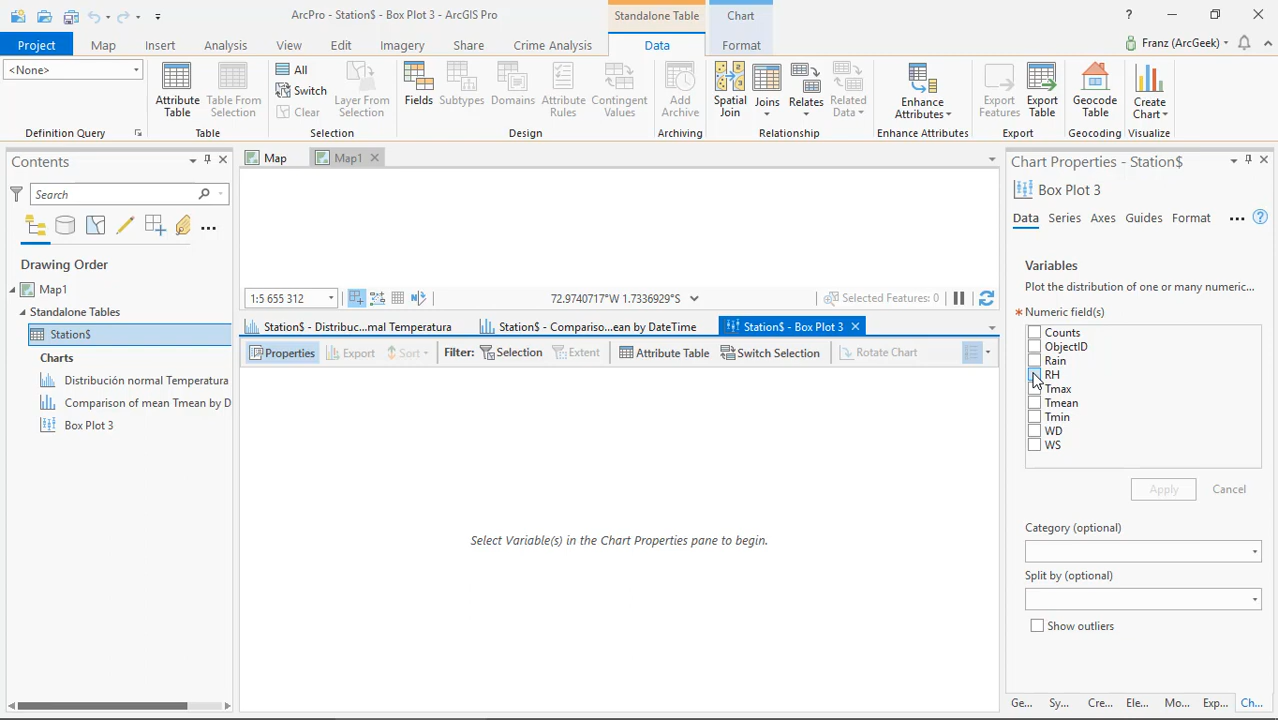 ArcPro - Station$ - Box Plot 3 - ArcGIS Pro
Standalone Table
Chart
?
Project
Map
Insert
Analysis
View
Edit
Imagery
Share
Crime Analysis
Data
Format
Franz (ArcGeek)
<None>
Definition Query
Attribute Table
Table From Selection
Table
All
Switch
Clear
Layer From Selection
Selection
Fields
Subtypes
Domains
Attribute Rules
Contingent Values
Design
Add Archive
Archiving
Spatial Join
Joins
Relates
Related Data
Relationship
Enhance Attributes
Enhance Attributes
Export Features
Export Table
Export
Geocode Table
Geocoding
Create Chart
Visualize
Contents
Search
Drawing Order
Map1
Standalone Tables
Station$
Charts
Distribución normal Temperatura
Comparison of mean Tmean by D
Box Plot 3
Map
Map1
1:5 655 312
72.9740717°W 1.7336929°S
Selected Features: 0
Station$ - Distribuc...mal Temperatura
Station$ - Compariso...ean by DateTime
Station$ - Box Plot 3
Properties
Export
Sort
Filter:
Selection
Extent
Attribute Table
Switch Selection
Rotate Chart
Select Variable(s) in the Chart Properties pane to begin.
Chart Properties - Station$
Box Plot 3
Data
Series
Axes
Guides
Format
?
Variables
Plot the distribution of one or many numeric...
* Numeric field(s)
Counts
ObjectID
Rain
RH
Tmax
Tmean
Tmin
WD
WS
Apply
Cancel
Category (optional)
Split by (optional)
Show outliers
Ge...
Sy...
Cre...
Ele...
Mo...
Exp...
Ch...